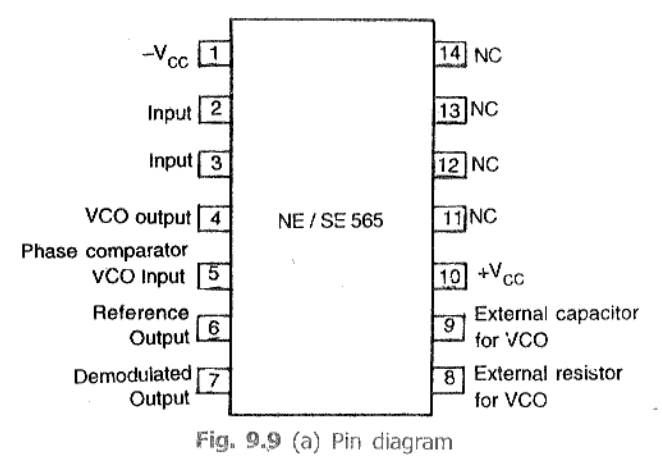 –V_CC 1
Input 2
Input 3
VCO output 4
Phase comparator
VCO Input 5
Reference
Output 6
Demodulated
Output 7
NE / SE 565
14 NC
13 NC
12 NC
11 NC
10 +V_CC
9 External capacitor
for VCO
8 External resistor
for VCO
Fig. 9.9 (a) Pin diagram